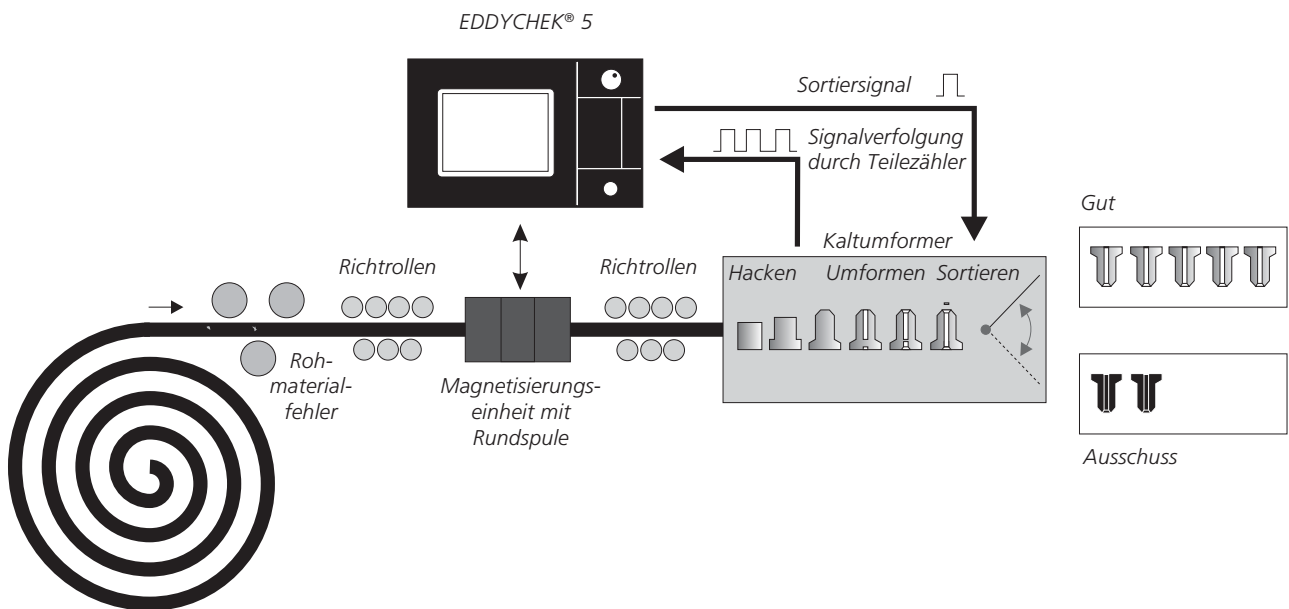 EDDYCHEK® 5
Sortiersignal
Signalverfolgung
durch Teilezähler
Gut
Kaltumformer
Richtrollen
Richtrollen
Hacken Umformen Sortieren
Roh-
material-
fehler
Magnetisierungs-
einheit mit
Rundspule
Ausschuss